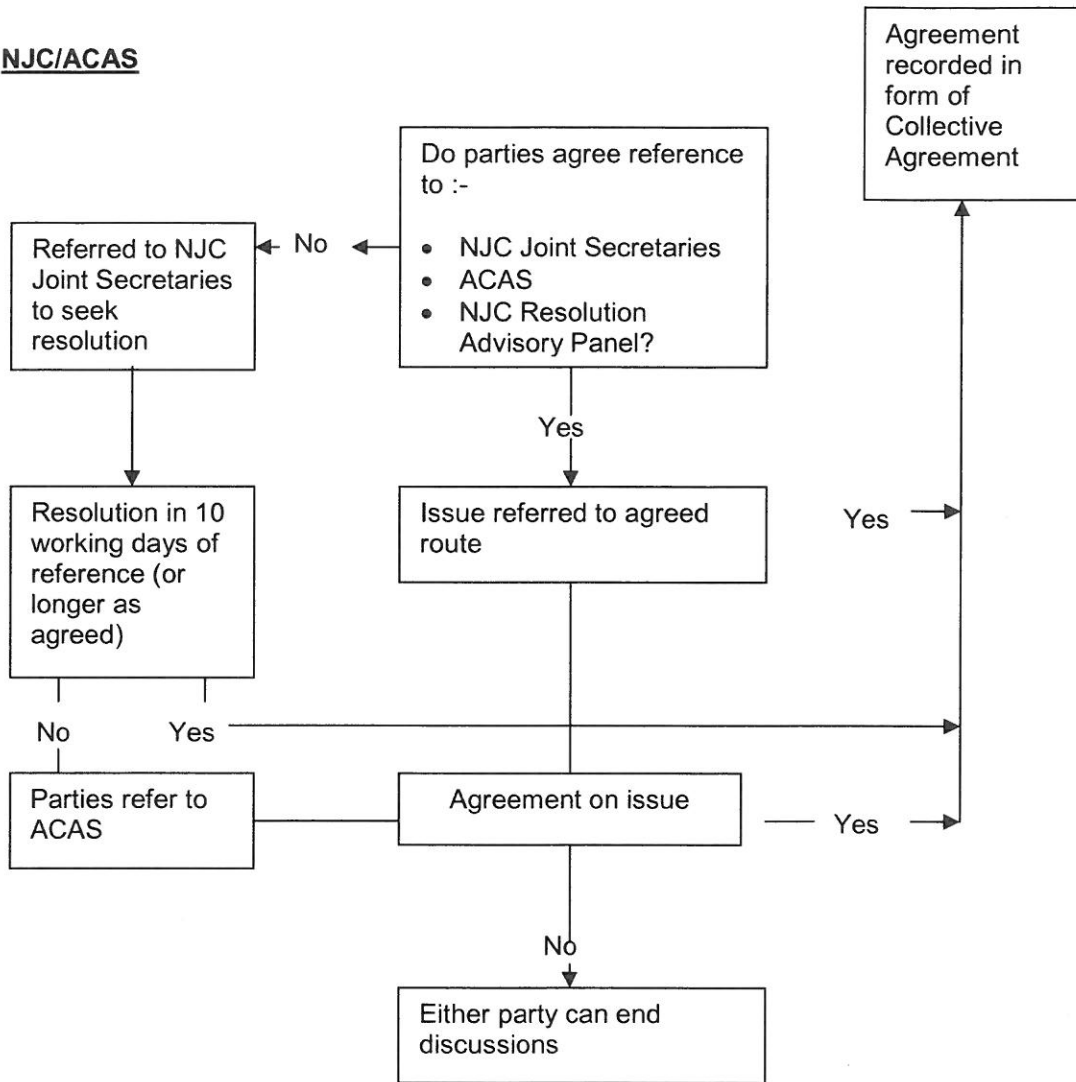 NJC/ACAS
Agreement
recorded in
form of
Collective
Agreement
Do parties agree reference
to :-
• NJC Joint Secretaries
• ACAS
• NJC Resolution
Advisory Panel?
No
Referred to NJC
Joint Secretaries
to seek
resolution
Yes
Resolution in 10
working days of
reference (or
longer as
agreed)
Issue referred to agreed
route
Yes
No
Yes
Parties refer to
ACAS
Agreement on issue
Yes
No
Either party can end
discussions